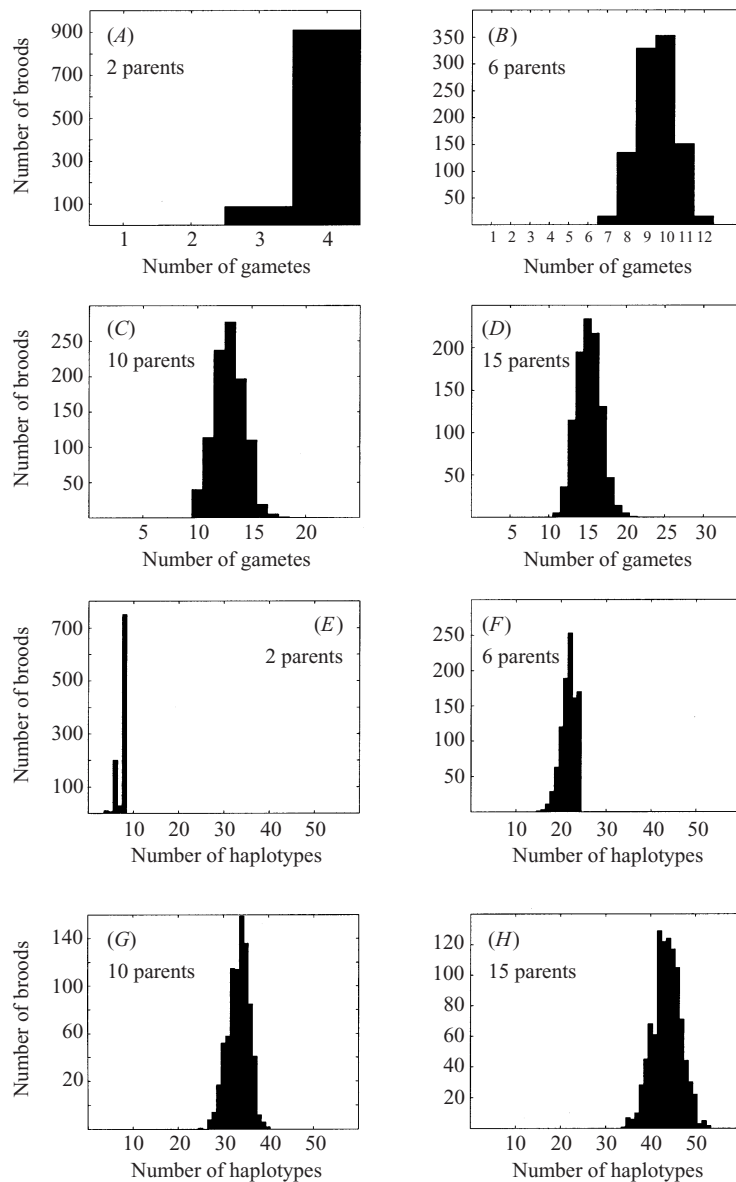 Number of broods
900
700
500
300
100
(A)
2 parents
1 2 3 4
Number of gametes
350
300
250
200
150
100
50
(B)
6 parents
1 2 3 4 5 6 7 8 9 10 11 12
Number of gametes
Number of broods
250
200
150
100
50
(C)
10 parents
5 10 15 20
Number of gametes
200
150
100
50
(D)
15 parents
5 10 15 20 25 30
Number of gametes
Number of broods
700
500
300
100
(E)
2 parents
10 20 30 40 50
Number of haplotypes
250
200
150
100
50
(F)
6 parents
10 20 30 40 50
Number of haplotypes
Number of broods
140
100
60
20
(G)
10 parents
10 20 30 40 50
Number of haplotypes
120
100
80
60
40
20
(H)
15 parents
10 20 30 40 50
Number of haplotypes